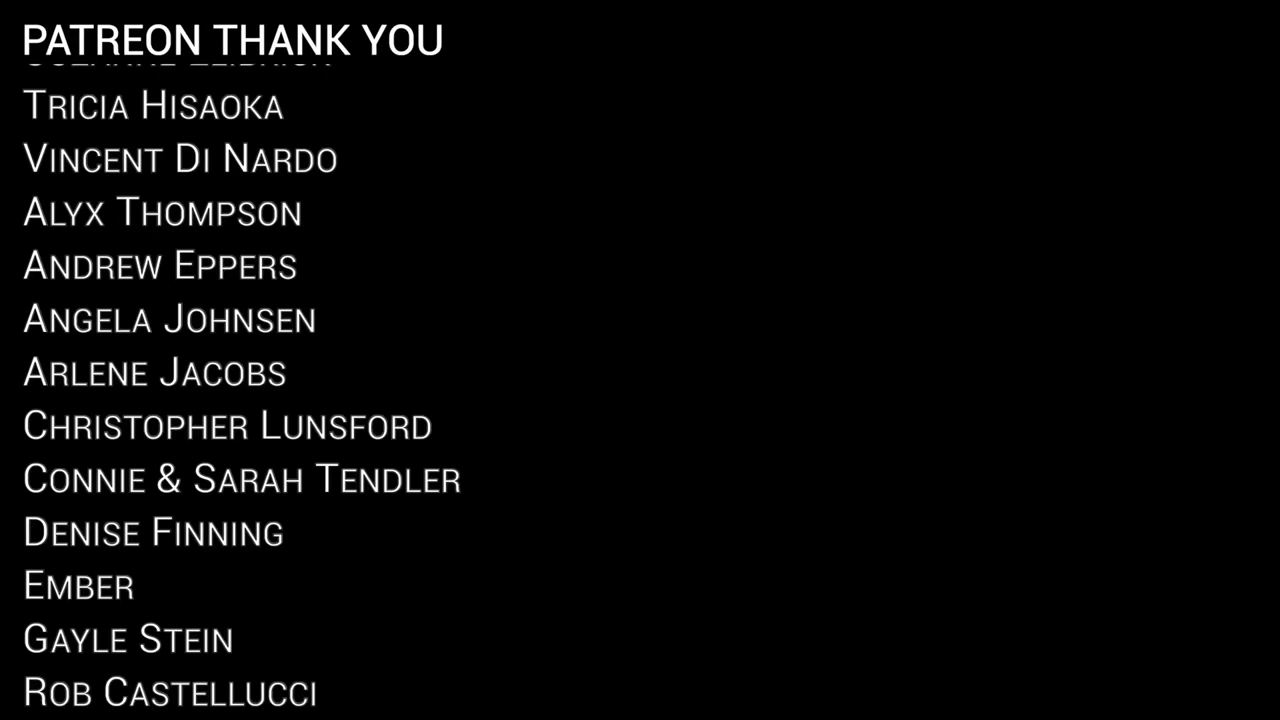 PATREON THANK YOU
TRICIA HISAOKA
VINCENT DI NARDO
ALYX THOMPSON
ANDREW EPPERS
ANGELA JOHNSEN
ARLENE JACOBS
CHRISTOPHER LUNSFORD
CONNIE & SARAH TENDLER
DENISE FINNING
EMBER
GAYLE STEIN
ROB CASTELLUCCI